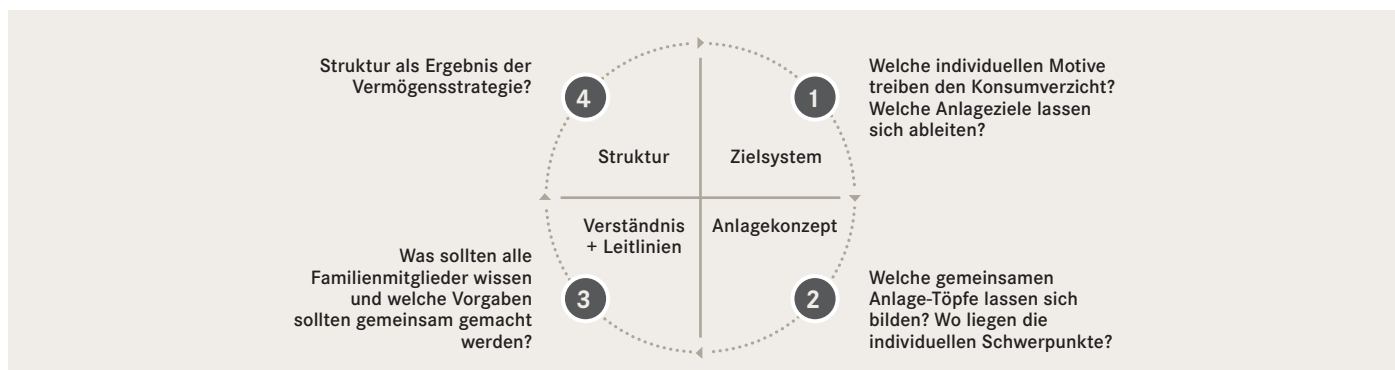 Struktur als Ergebnis der
Vermögensstrategie?
4
1
Welche individuellen Motive
treiben den Konsumverzicht?
Welche Anlageziele lassen
sich ableiten?
Struktur
Zielsystem
Verständnis
+ Leitlinien
Anlagekonzept
Was sollten alle
Familienmitglieder wissen
und welche Vorgaben
sollten gemeinsam gemacht
werden?
3
2
Welche gemeinsamen
Anlage-Töpfe lassen sich
bilden? Wo liegen die
individuellen Schwerpunkte?